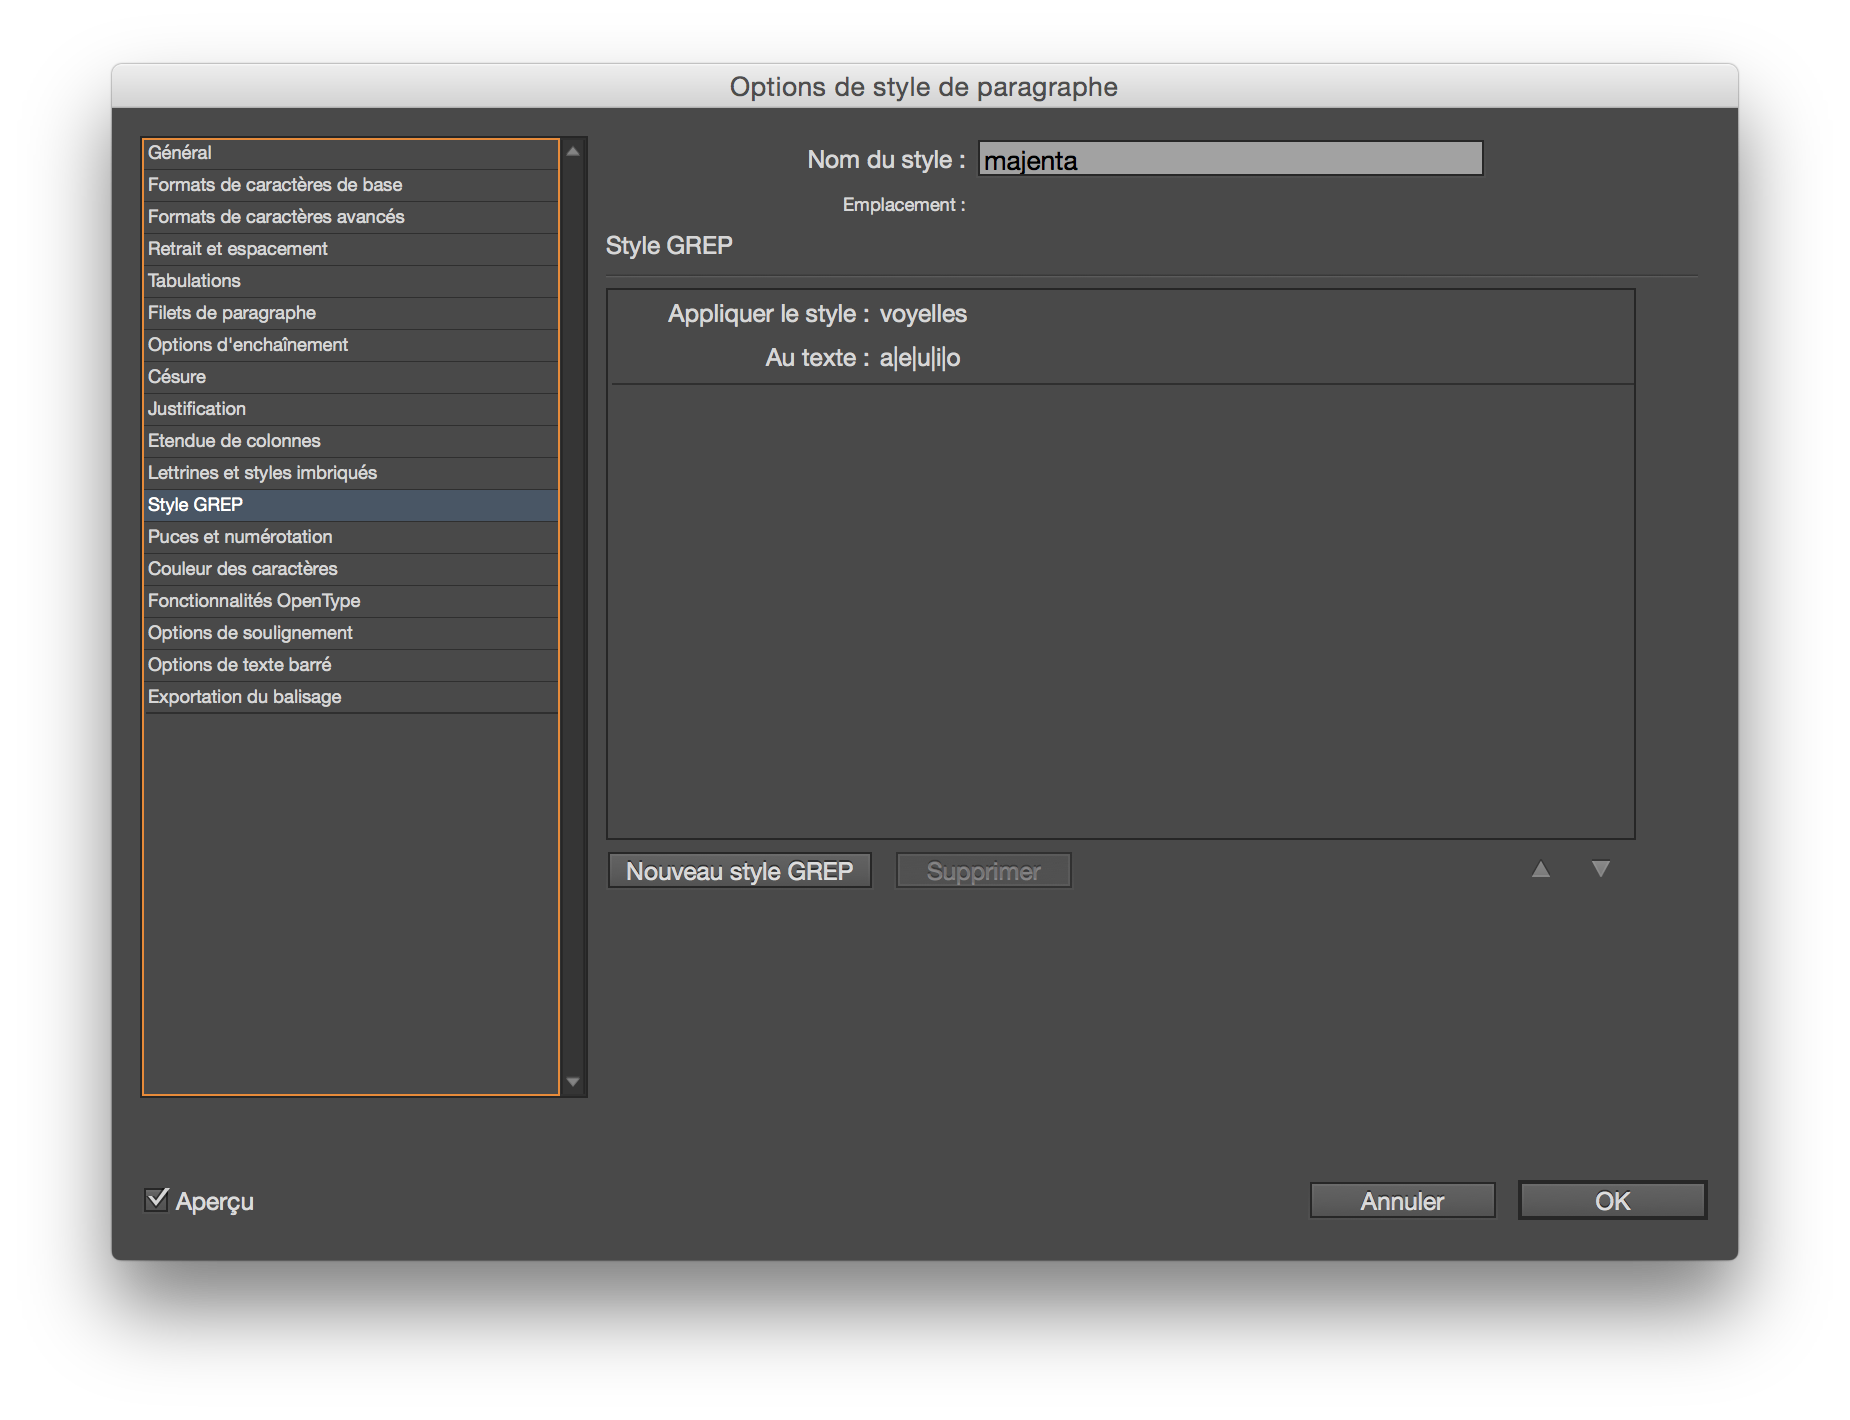 Options de style de paragraphe
Général
Formats de caractères de base
Formats de caractères avancés
Retrait et espacement
Tabulations
Filets de paragraphe
Options d'enchaînement
Césure
Justification
Etendue de colonnes
Lettrines et styles imbriqués
Style GREP
Puces et numérotation
Couleur des caractères
Fonctionnalités OpenType
Options de soulignement
Options de texte barré
Exportation du balisage
Nom du style : majenta
Emplacement :
Style GREP
Appliquer le style : voyelles
Au texte : a|e|u|i|o
Nouveau style GREP
Supprimer
Aperçu
Annuler
OK